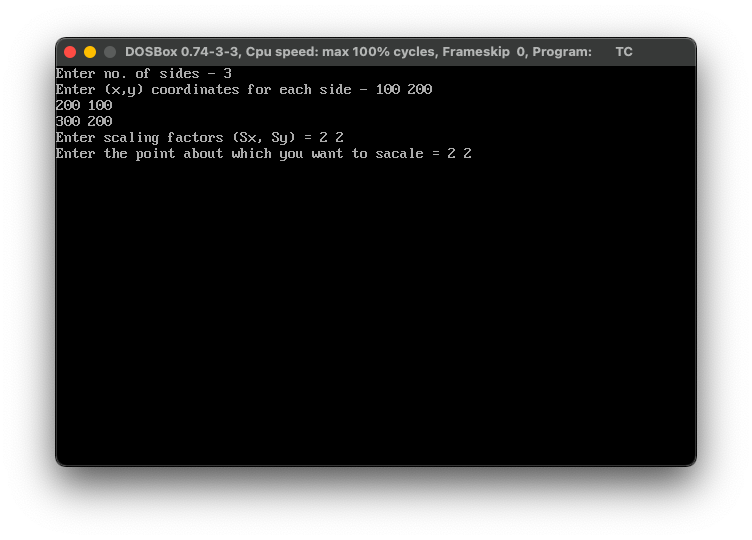 DOSBox 0.74-3-3, Cpu speed: max 100% cycles, Frameskip 0, Program: TC
Enter no. of sides - 3
Enter (x,y) coordinates for each side - 100 200
200 100
300 200
Enter scaling factors (Sx, Sy) = 2 2
Enter the point about which you want to sacale = 2 2